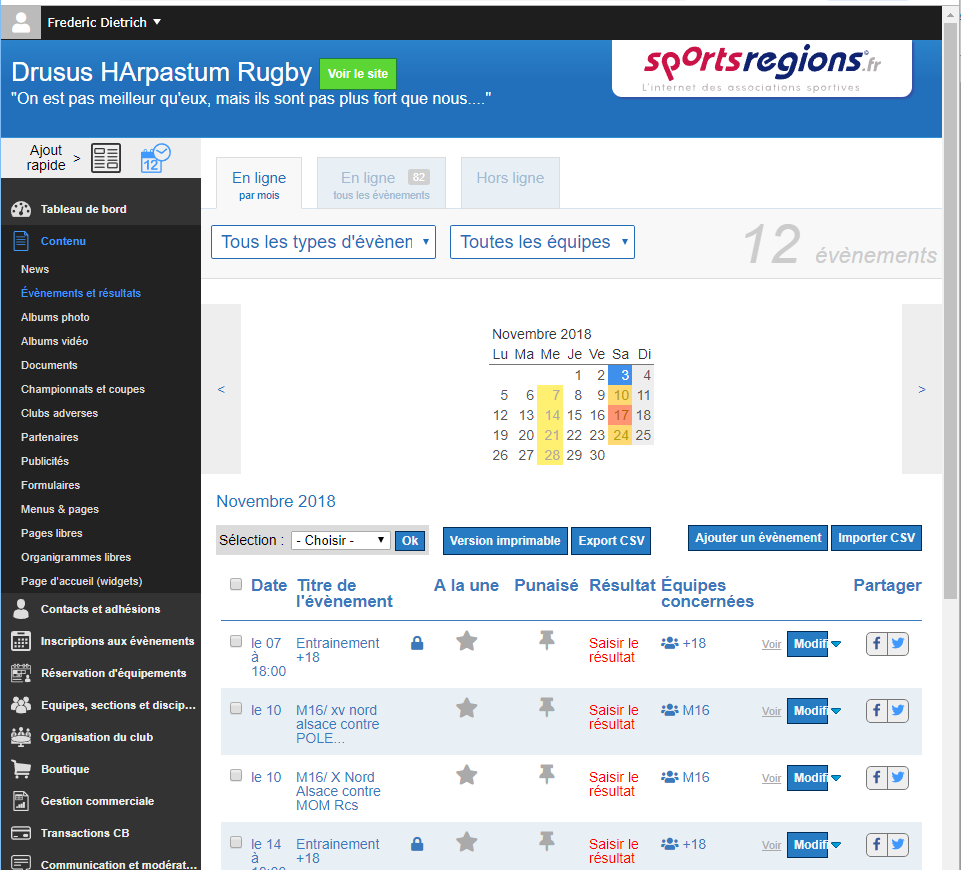 Frederic Dietrich
Drusus HArpastum Rugby Voir le site
"On est pas meilleur qu'eux, mais ils sont pas plus fort que nous...."
sportsregions.fr
L'internet des associations sportives
Ajout rapide >
12
Tableau de bord
Contenu
News
Évènements et résultats
Albums photo
Albums vidéo
Documents
Championnats et coupes
Clubs adverses
Partenaires
Publicités
Formulaires
Menus & pages
Pages libres
Organigrammes libres
Page d'accueil (widgets)
Contacts et adhésions
Inscriptions aux évènements
Réservation d'équipements
Equipes, sections et discip...
Organisation du club
Boutique
Gestion commerciale
Transactions CB
Communication et modérat...
En ligne
par mois
En ligne 82
tous les évènements
Hors ligne
Tous les types d'évènen
Toutes les équipes
12 évènements
<
>
Novembre 2018
Lu Ma Me Je Ve Sa Di
1 2 3 4
5 6 7 8 9 10 11
12 13 14 15 16 17 18
19 20 21 22 23 24 25
26 27 28 29 30
Novembre 2018
Sélection : - Choisir - Ok Version imprimable Export CSV Ajouter un évènement Importer CSV
Date Titre de l'évènement A la une Punaisé Résultat Équipes concernées Partager
le 07 à 18:00 Entrainement +18 Saisir le résultat +18 Voir Modifi
le 10 M16/ xv nord alsace contre POLE... Saisir le résultat M16 Voir Modifi
le 10 M16/ X Nord Alsace contre MOM Rcs Saisir le résultat M16 Voir Modifi
le 14 à Entrainement +18 Saisir le résultat +18 Voir Modifi